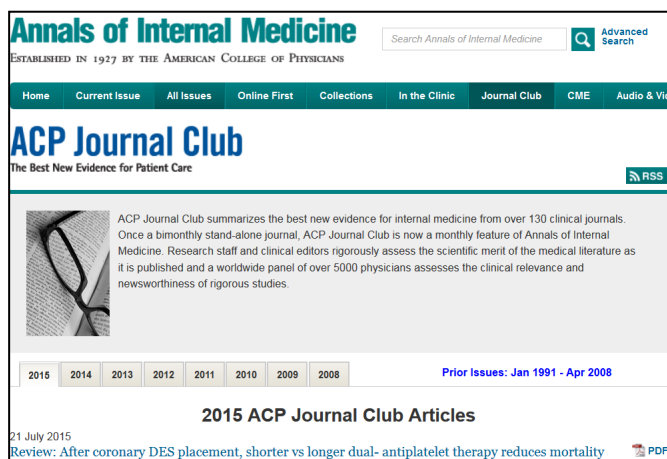 Annals of Internal Medicine
ESTABLISHED IN 1927 BY THE AMERICAN COLLEGE OF PHYSICIANS
Search Annals of Internal Medicine
Advanced
Search
Home Current Issue All Issues Online First Collections In the Clinic Journal Club CME Audio & Vi
ACP Journal Club
The Best New Evidence for Patient Care
RSS
ACP Journal Club summarizes the best new evidence for internal medicine from over 130 clinical journals.
Once a bimonthly stand-alone journal, ACP Journal Club is now a monthly feature of Annals of Internal
Medicine. Research staff and clinical editors rigorously assess the scientific merit of the medical literature as
it is published and a worldwide panel of over 5000 physicians assesses the clinical relevance and
newsworthiness of rigorous studies.
2015 2014 2013 2012 2011 2010 2009 2008
Prior Issues: Jan 1991 - Apr 2008
2015 ACP Journal Club Articles
21 July 2015
Review: After coronary DES placement, shorter vs longer dual- antiplatelet therapy reduces mortality
PDF